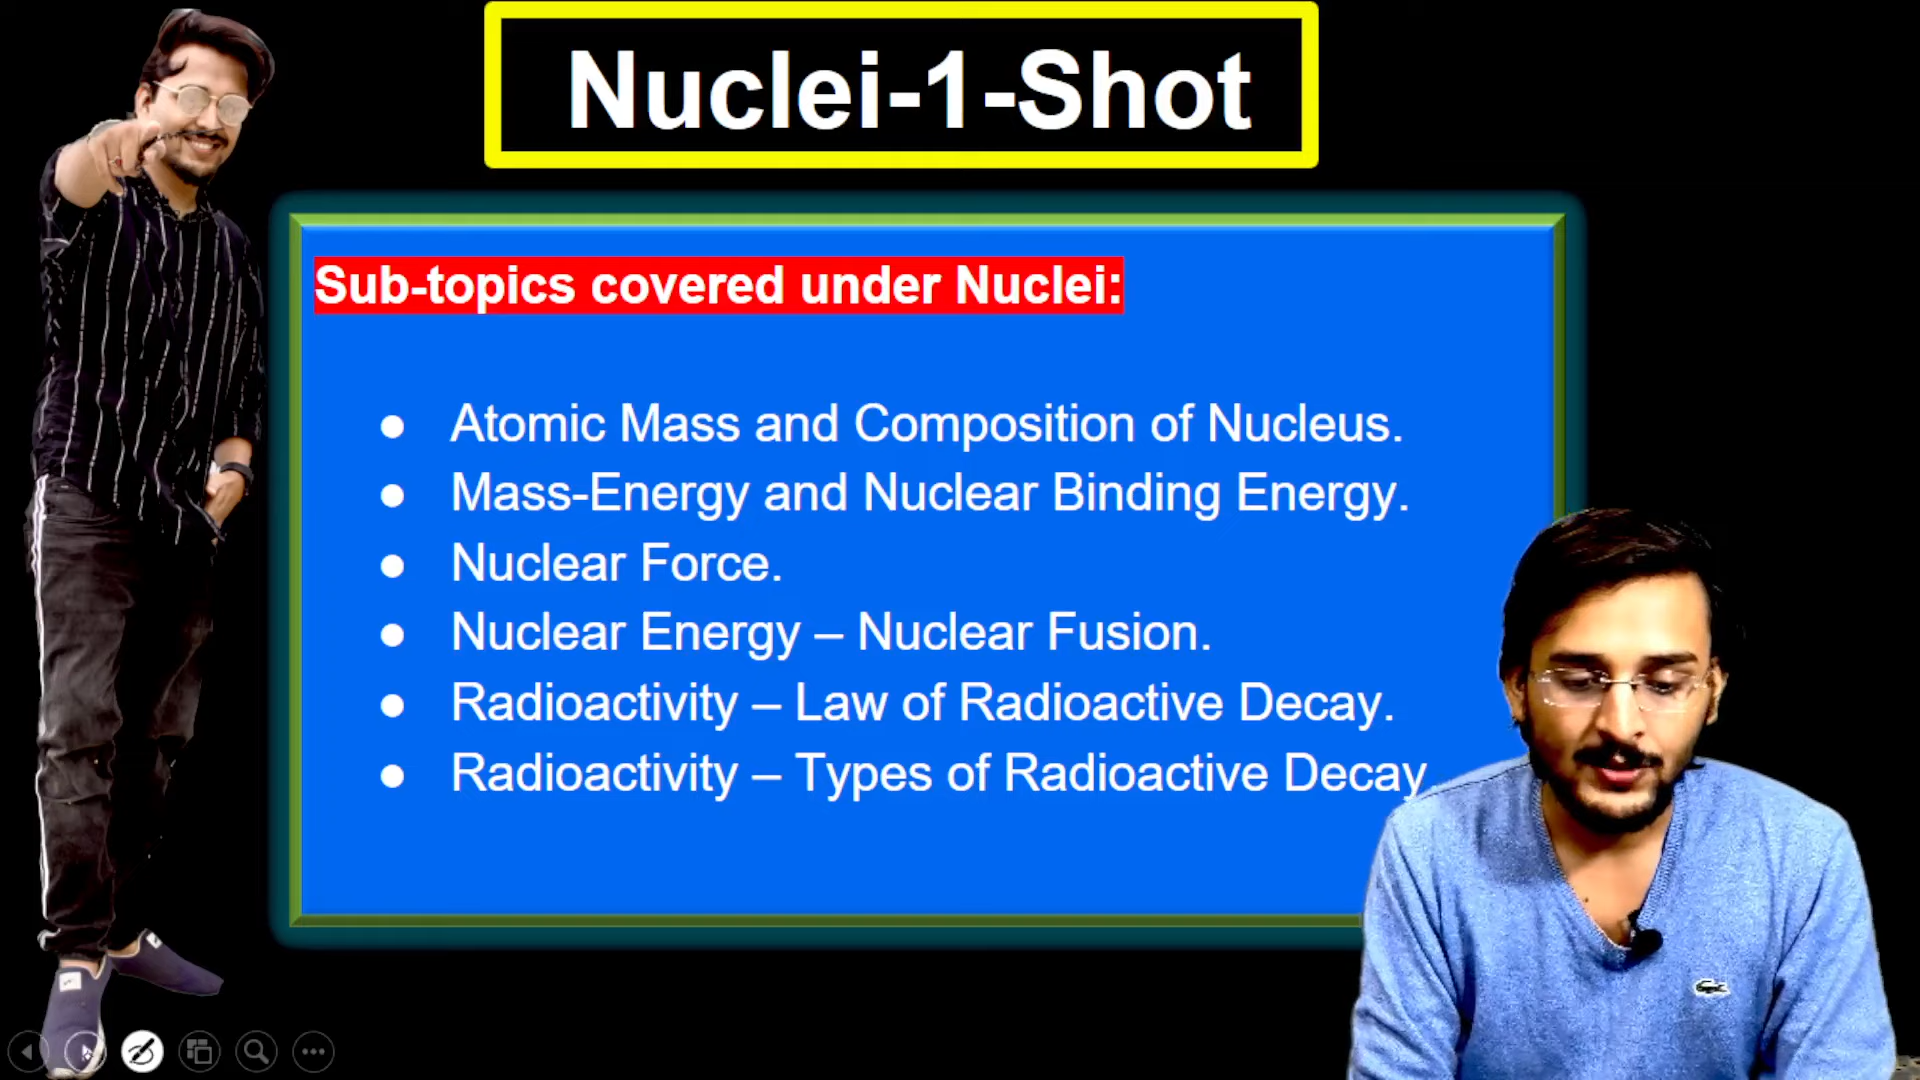 Nuclei-1-Shot
Sub-topics covered under Nuclei:
● Atomic Mass and Composition of Nucleus.
● Mass-Energy and Nuclear Binding Energy.
● Nuclear Force.
● Nuclear Energy – Nuclear Fusion.
● Radioactivity – Law of Radioactive Decay.
● Radioactivity – Types of Radioactive Decay.